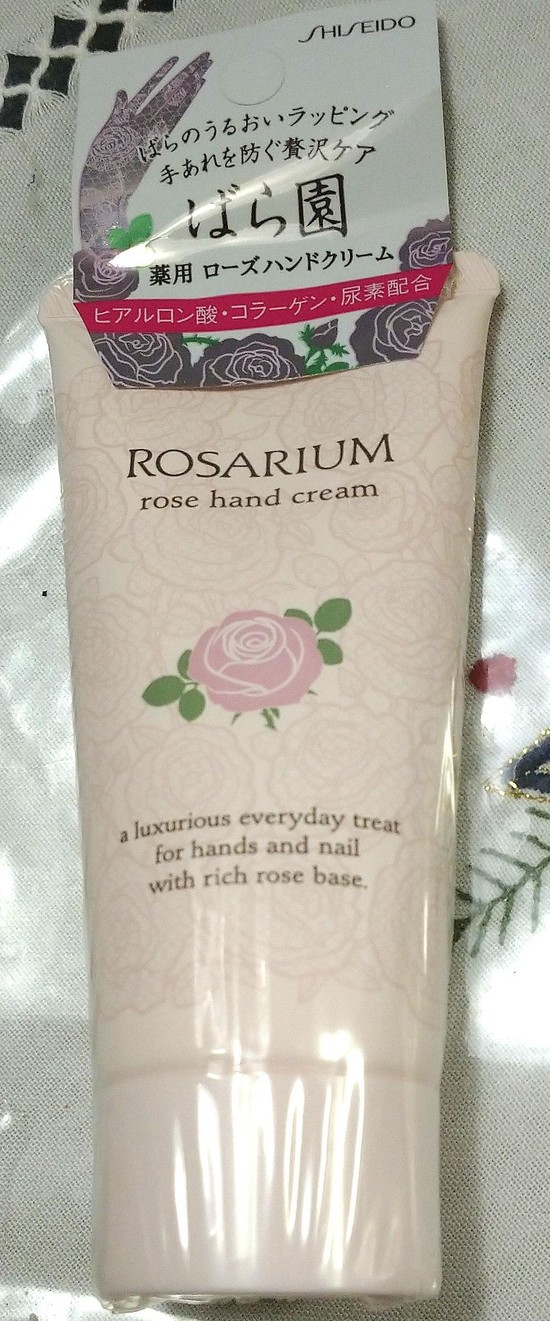 SHISEIDO
ばらのうるおいラッピング
手あれを防ぐ贅沢ケア
ばら園
薬用 ローズハンドクリーム
ヒアルロン酸・コラーゲン・尿素配合
ROSARIUM
rose hand cream
a luxurious everyday treat
for hands and nail
with rich rose base.